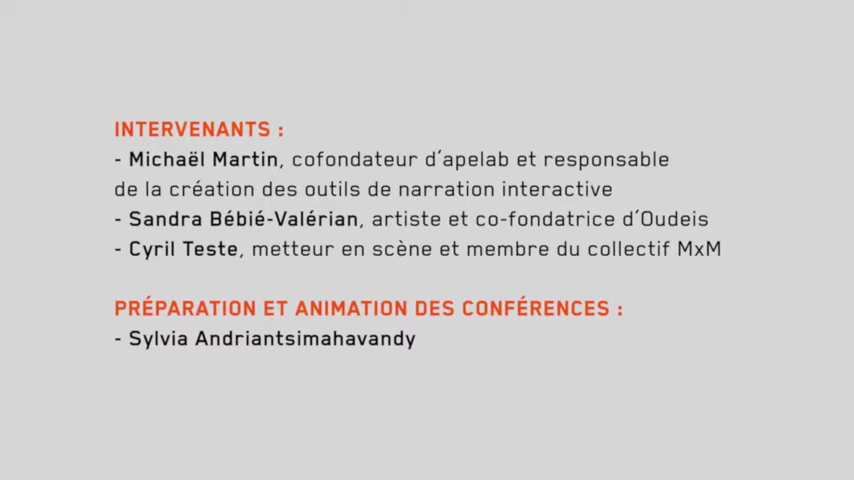 INTERVENANTS :
- Michaël Martin, cofondateur d’apelab et responsable
de la création des outils de narration interactive
- Sandra Bébié-Valérian, artiste et co-fondatrice d’Oudeis
- Cyril Teste, metteur en scène et membre du collectif MxM
PRÉPARATION ET ANIMATION DES CONFÉRENCES :
- Sylvia Andriantsimahavandy